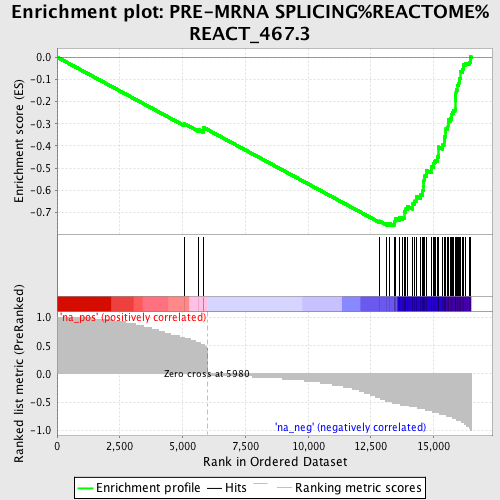 Enrichment plot: PRE-MRNA SPLICING%REACTOME%
REACT_467.3
Enrichment score (ES)
0.0
-0.1
-0.2
-0.3
-0.4
-0.5
-0.6
-0.7
Ranked list metric (PreRanked)
1.0
0.5
0.0
-0.5
-1.0
'na_pos' (positively correlated)
Zero cross at 5980
'na_neg' (negatively correlated)
0
2,500
5,000
7,500
10,000
12,500
15,000
Rank in Ordered Dataset
Enrichment profile
Hits
Ranking metric scores